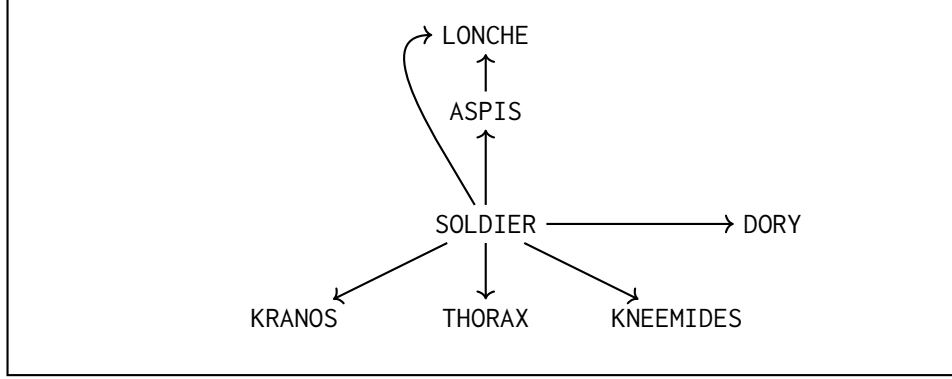 LONCHE
ASPIS
SOLDIER DORY
KRANOS THORAX KNEEMIDES